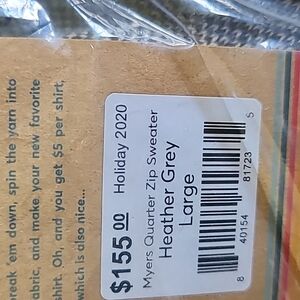 reak 'em down, spin the yarn into
abric, and make your new favorite
shirt. Oh, and you get $5 per shirt,
which is also nice...
$155.00 Holiday 2020
Myers Quarter Zip Sweater
Heather Grey
Large
8 40154 81723 5